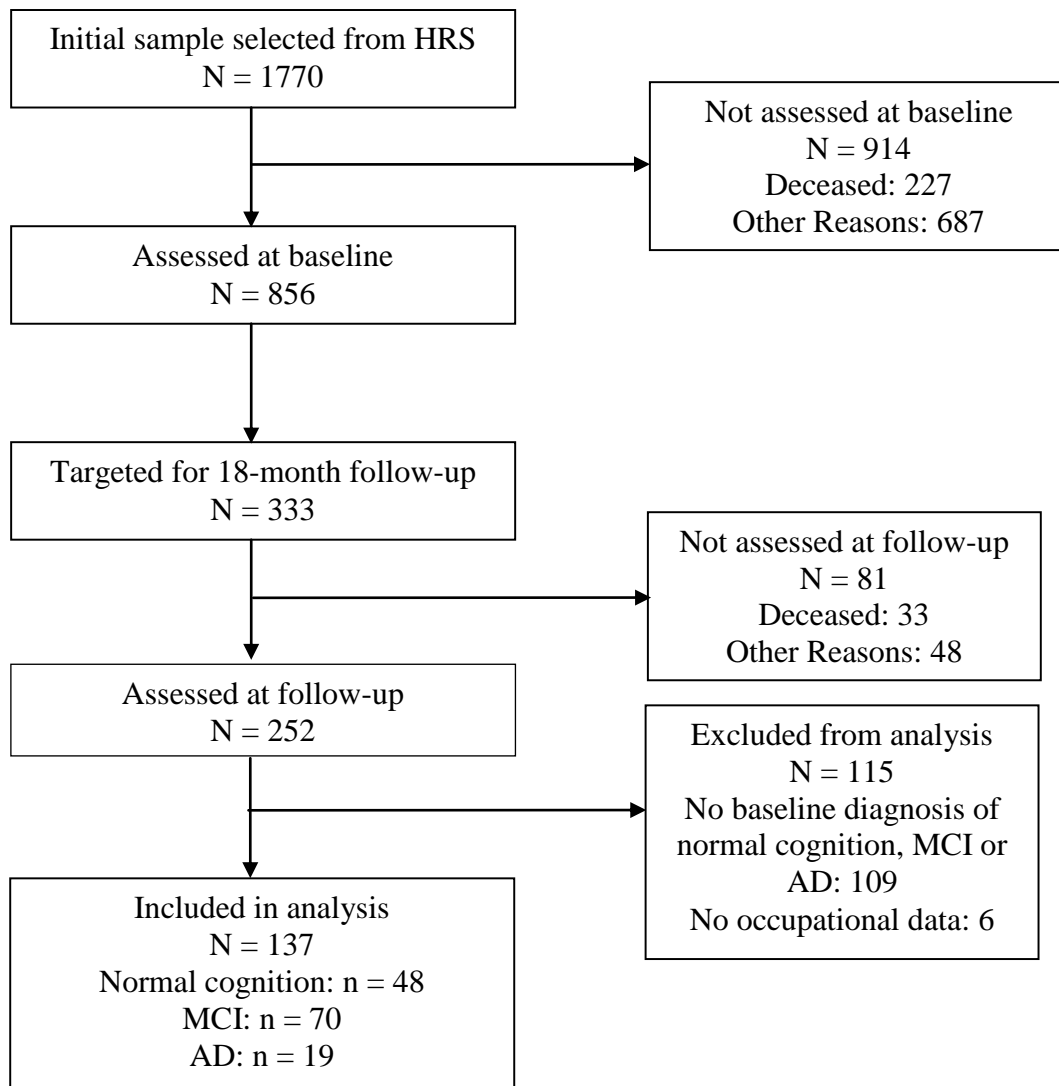 Initial sample selected from HRS
N = 1770
Not assessed at baseline
N = 914
Deceased: 227
Other Reasons: 687
Assessed at baseline
N = 856
Targeted for 18-month follow-up
N = 333
Not assessed at follow-up
N = 81
Deceased: 33
Other Reasons: 48
Assessed at follow-up
N = 252
Excluded from analysis
N = 115
No baseline diagnosis of
normal cognition, MCI or
AD: 109
No occupational data: 6
Included in analysis
N = 137
Normal cognition: n = 48
MCI: n = 70
AD: n = 19